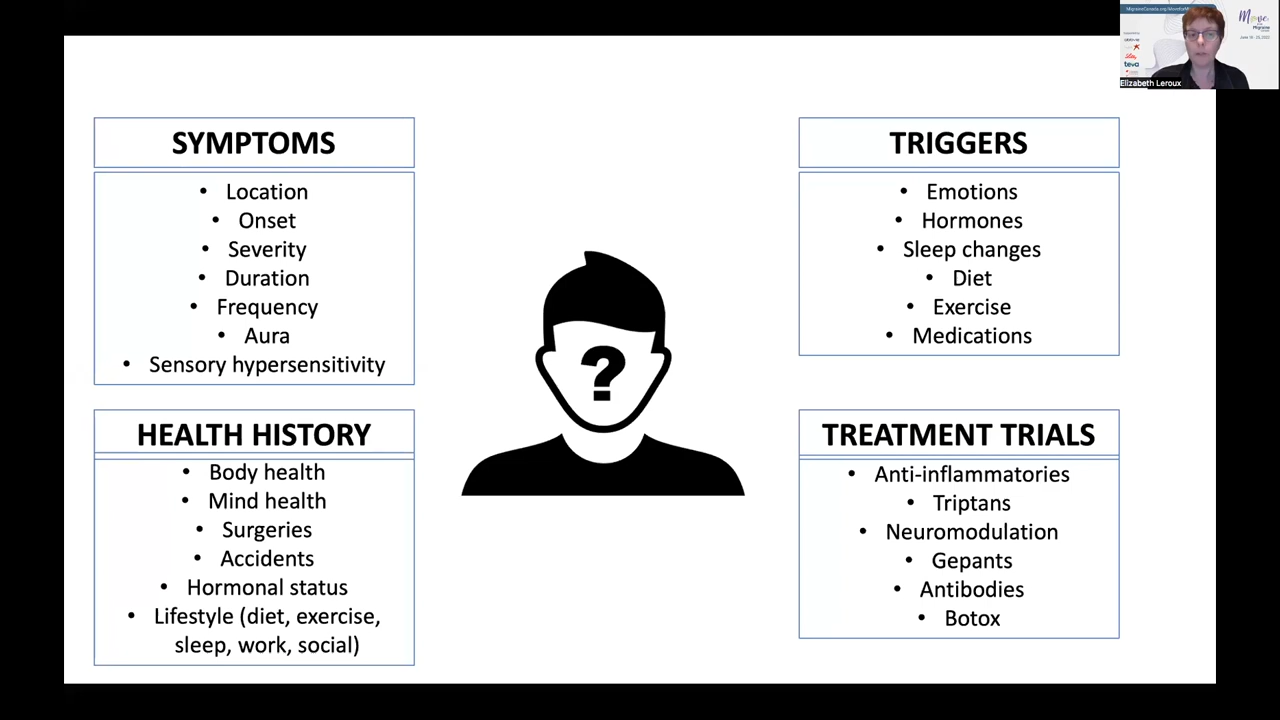 SYMPTOMS
• Location
• Onset
• Severity
• Duration
• Frequency
• Aura
• Sensory hypersensitivity
HEALTH HISTORY
• Body health
• Mind health
• Surgeries
• Accidents
• Hormonal status
• Lifestyle (diet, exercise,
sleep, work, social)
?
TRIGGERS
• Emotions
• Hormones
• Sleep changes
• Diet
• Exercise
• Medications
TREATMENT TRIALS
• Anti-inflammatories
• Triptans
• Neuromodulation
• Gepants
• Antibodies
• Botox
Move
Migraine
teva
Elizabeth Leroux